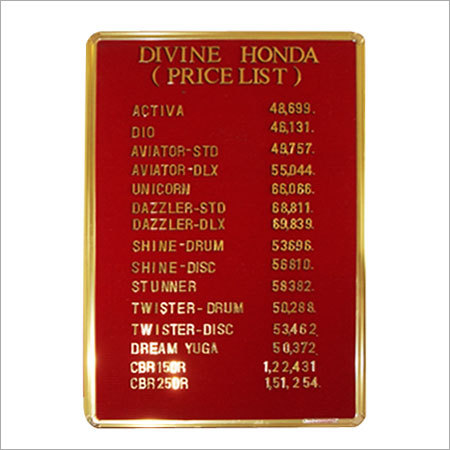 DIVINE HONDA
( PRICE LIST )
ACTIVA 48,699.
DIO 46,131.
AVIATOR-STD 49,757.
AVIATOR-DLX 55,044.
UNICORN 66,066.
DAZZLER-STD 68,811.
DAZZLER-DLX 69,839.
SHINE-DRUM 53696.
SHINE-DISC 56810.
STUNNER 58382.
TWISTER-DRUM 50,288.
TWISTER-DISC 53,462
DREAM YUGA 50,372
CBR150R 1,22,431
CBR250R 1,51,254.